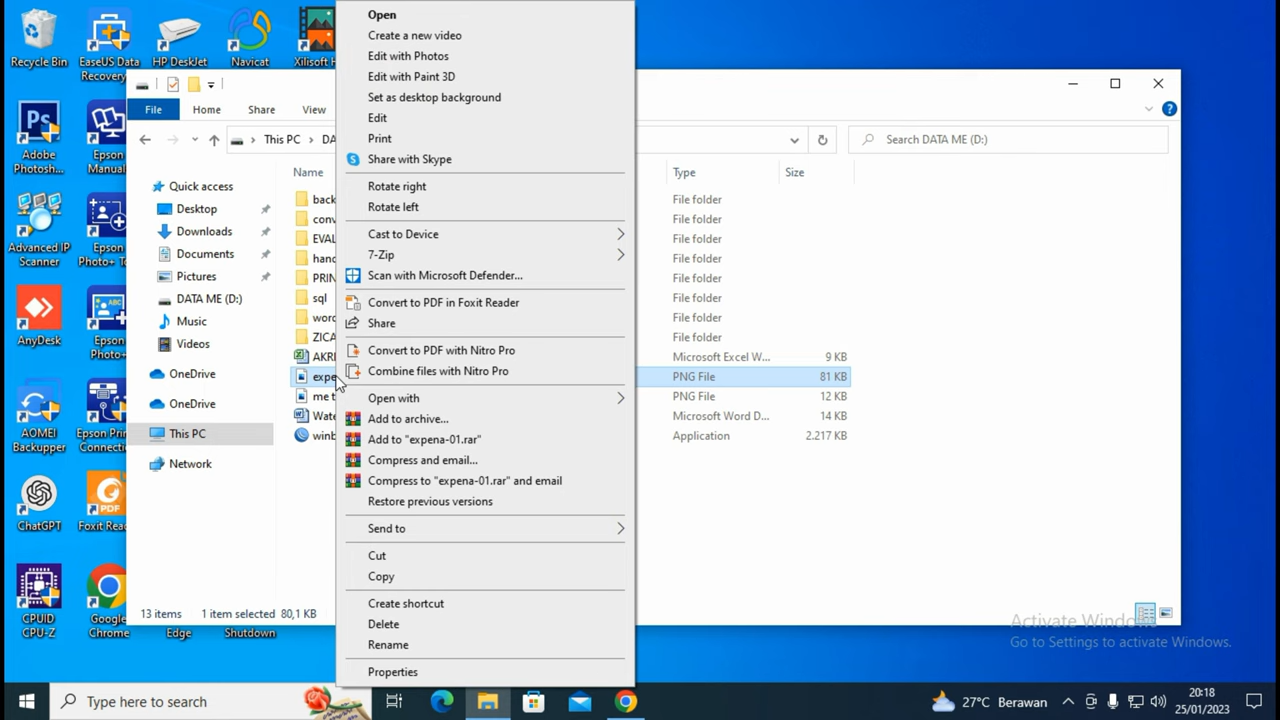 Recycle Bin
EaseUS Data
Recovery...
HP DeskJet
Navicat
Xilisoft H
Adobe
Photosh...
Epson
Manual
Advanced IP
Scanner
Epson
Photo+ T
AnyDesk
Epson
Photo+
AOMEI
Backupper
Epson Prin
Connectio
ChatGPT
Foxit Rea
CPUID
CPU-Z
Google
Chrome
Edge
Shutdown
File
Home
Share
View
This PC
DA
Search DATA ME (D:)
Name
Type
Size
Quick access
Desktop
Downloads
Documents
Pictures
DATA ME (D:)
Music
Videos
OneDrive
OneDrive
This PC
Network
back
File folder
conv
File folder
EVAL
File folder
hand
File folder
PRIN
File folder
sql
File folder
word
File folder
ZICA
File folder
AKR
Microsoft Excel W...
9 KB
expe
PNG File
81 KB
me t
PNG File
12 KB
Wate
Microsoft Word D...
14 KB
winb
Application
2.217 KB
13 items
1 item selected 80,1 KB
Open
Create a new video
Edit with Photos
Edit with Paint 3D
Set as desktop background
Edit
Print
Share with Skype
Rotate right
Rotate left
Cast to Device
7-Zip
Scan with Microsoft Defender...
Convert to PDF in Foxit Reader
Share
Convert to PDF with Nitro Pro
Combine files with Nitro Pro
Open with
Add to archive...
Add to "expena-01.rar"
Compress and email...
Compress to "expena-01.rar" and email
Restore previous versions
Send to
Cut
Copy
Create shortcut
Delete
Rename
Properties
Activate Windows
Go to Settings to activate Windows.
Type here to search
27°C Berawan
20:18
25/01/2023